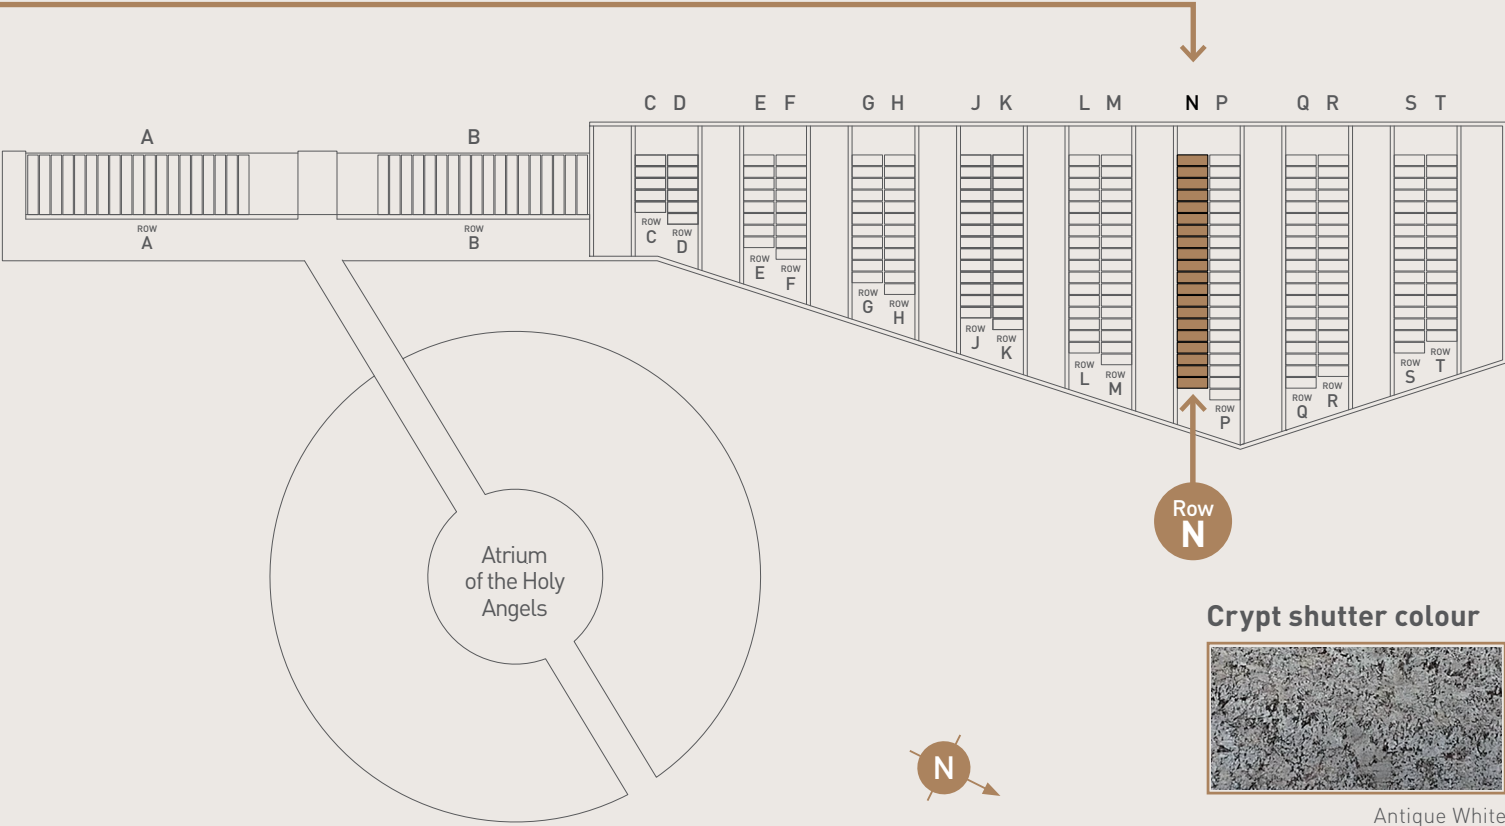 C D E F G H J K L M N P Q R S T
A B
ROW
A
ROW
B
ROW
C
ROW
D
ROW
E
ROW
F
ROW
G
ROW
H
ROW
J
ROW
K
ROW
L
ROW
M
ROW
P
ROW
Q
ROW
R
ROW
S
ROW
T
Row
N
Atrium
of the Holy
Angels
N
Crypt shutter colour
Antique White